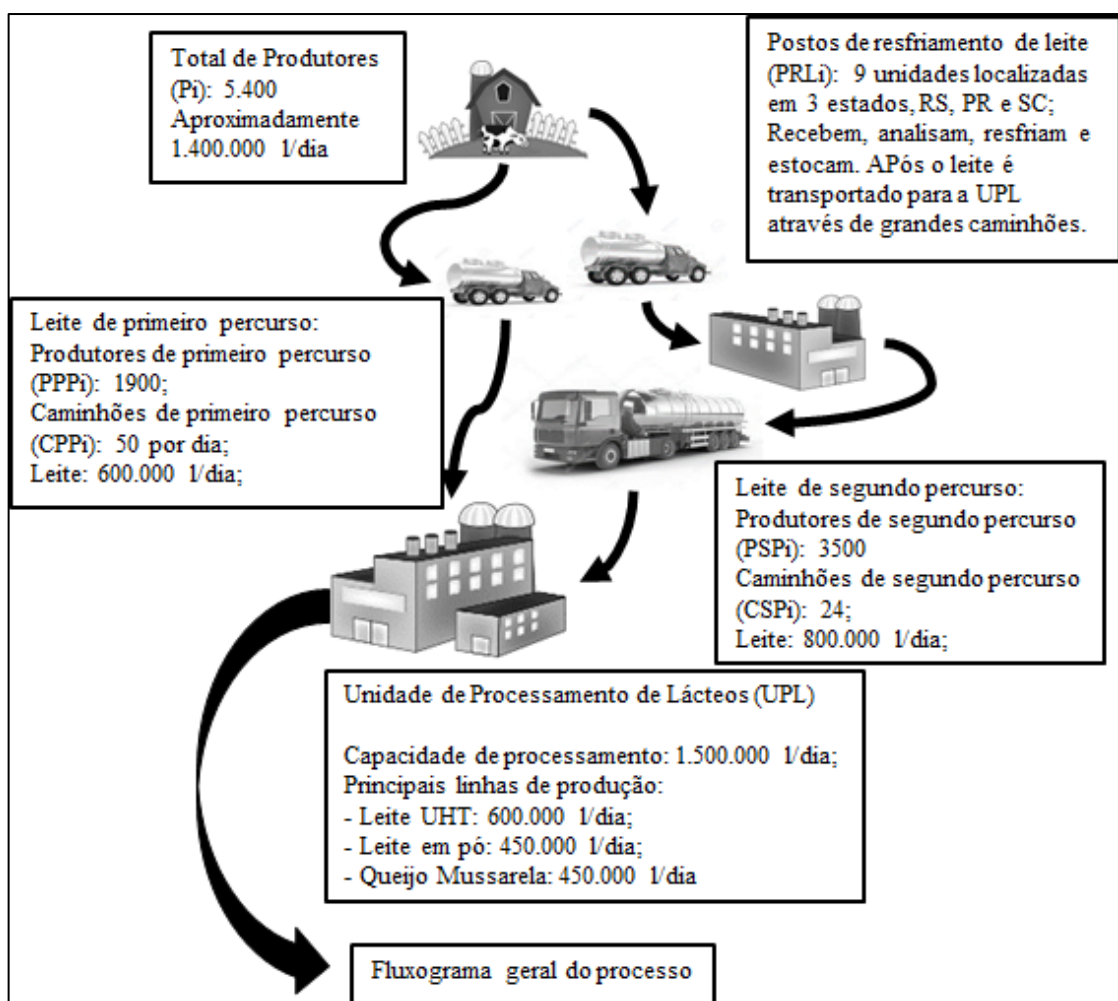 Total de Produtores
(Pi): 5.400
Aproximadamente
1.400.000 l/dia
Postos de resfriamento de leite
(PRLi): 9 unidades localizadas
em 3 estados, RS, PR e SC;
Recebem, analisam, resfriam e
estocam. APós o leite é
transportado para a UPL
através de grandes caminhões.
Leite de primeiro percurso:
Produtores de primeiro percurso
(PPPi): 1900;
Caminhões de primeiro percurso
(CPPi): 50 por dia;
Leite: 600.000 l/dia;
Leite de segundo percurso:
Produtores de segundo percurso
(PSPi): 3500
Caminhões de segundo percurso
(CSPi): 24;
Leite: 800.000 l/dia;
Unidade de Processamento de Lácteos (UPL)
Capacidade de processamento: 1.500.000 l/dia;
Principais linhas de produção:
- Leite UHT: 600.000 l/dia;
- Leite em pó: 450.000 l/dia;
- Queijo Mussarela: 450.000 l/dia
Fluxograma geral do processo